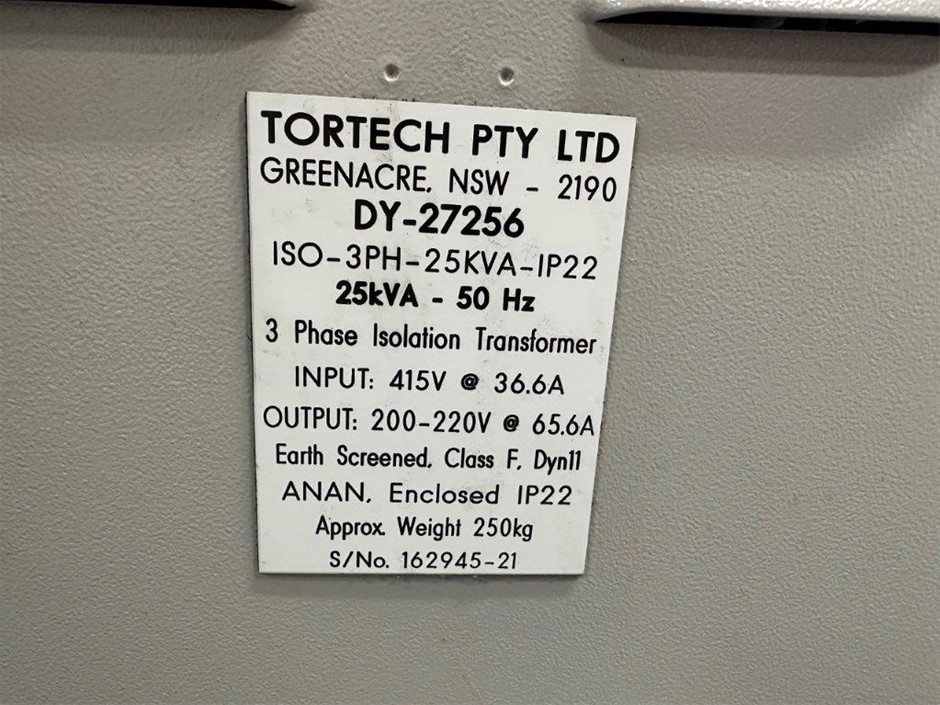 TORTECH PTY LTD
GREENACRE. NSW - 2190
DY-27256
ISO-3PH-25KVA-IP22
25kVA - 50 Hz
3 Phase Isolation Transformer
INPUT: 415V @ 36.6A
OUTPUT: 200-220V @ 65.6A
Earth Screened. Class F. Dyn11
ANAN. Enclosed IP22
Approx. Weight 250kg
S/No. 162945-21